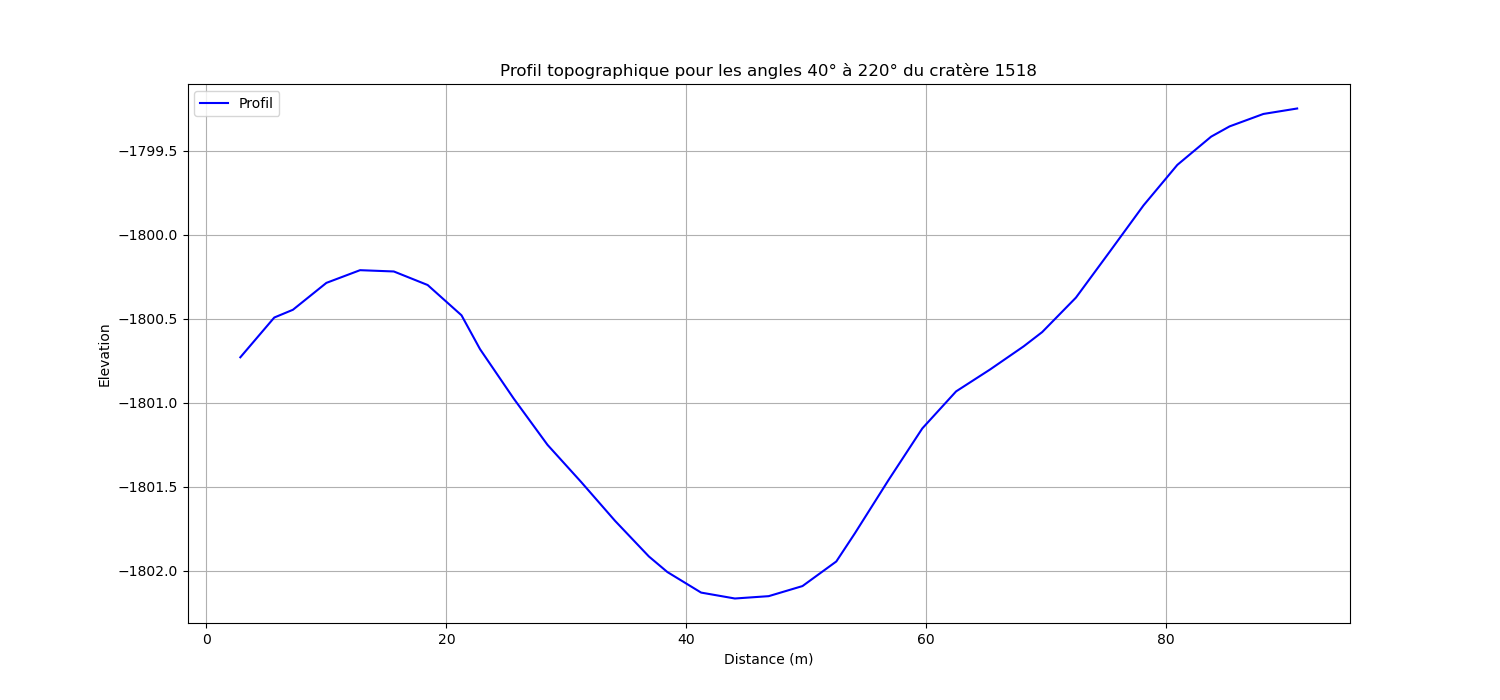 Profil topographique pour les angles 40° à 220° du cratère 1518
Profil
−1799.5
−1800.0
−1800.5
−1801.0
−1801.5
−1802.0
Elevation
0 20 40 60 80
Distance (m)